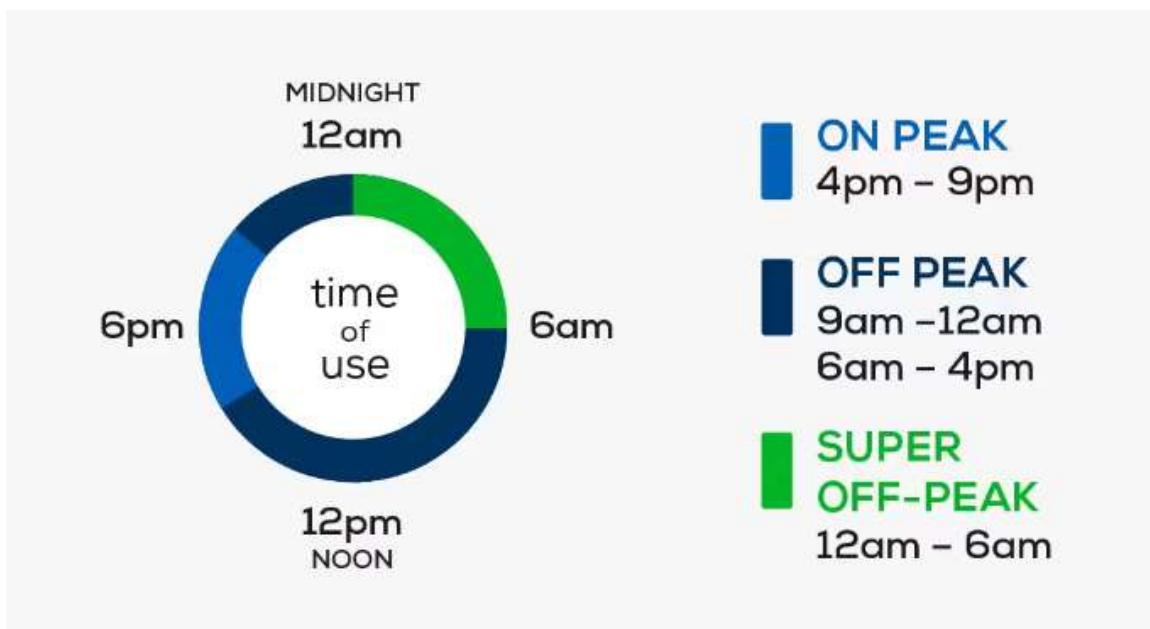 MIDNIGHT
12am
6pm
time
of
use
6am
12pm
NOON
ON PEAK
4pm – 9pm
OFF PEAK
9am –12am
6am – 4pm
SUPER
OFF-PEAK
12am – 6am